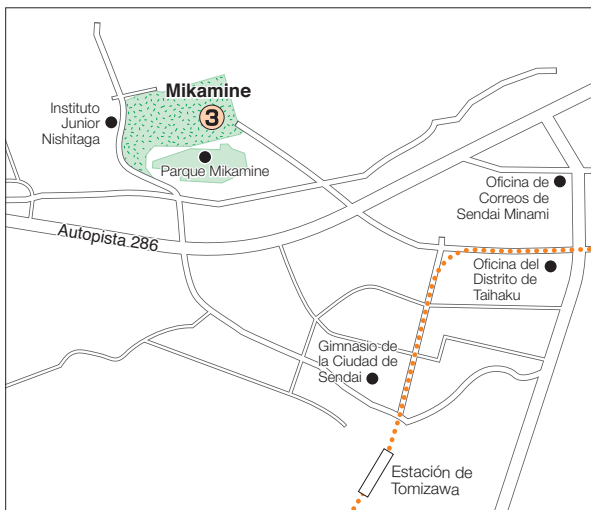 Mikamine
3
Instituto
Junior
Nishitaga
Parque Mikamine
Oficina de
Correos de
Sendai Minami
Autopista 286
Oficina del
Distrito de
Taihaku
Gimnasio de
la Ciudad de
Sendai
Estación de
Tomizawa